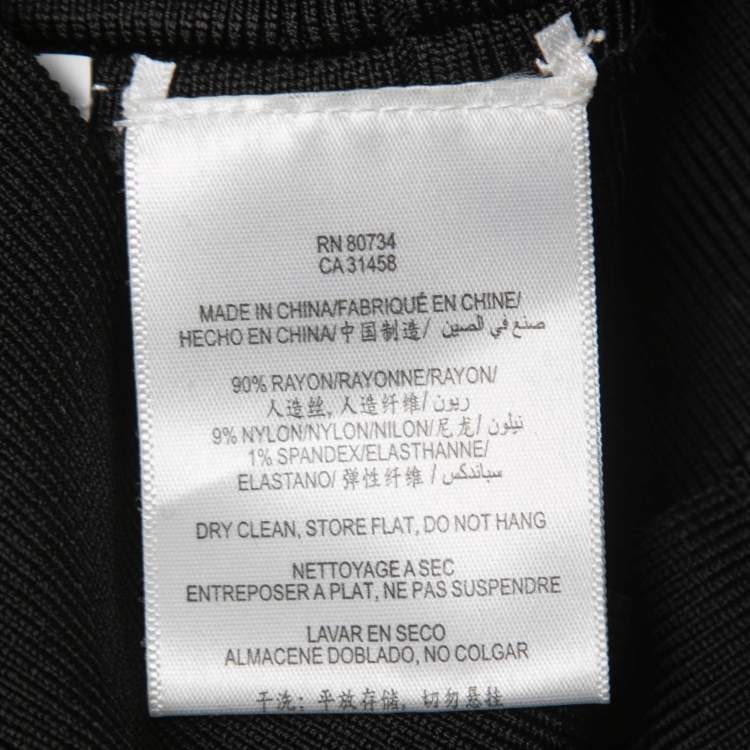 RN 80734
CA 31458
MADE IN CHINA/FABRIQUÉ EN CHINE/
HECHO EN CHINA/中国制造/ صنع في الصين
90% RAYON/RAYONNE/RAYON/
人造丝, 人造纤维/ ريون/
9% NYLON/NYLON/NILON/尼龙/ نيلون/
1% SPANDEX/ELASTHANNE/
ELASTANO/ 弹性纤维 / سباندكس
DRY CLEAN, STORE FLAT, DO NOT HANG
NETTOYAGE A SEC
ENTREPOSER A PLAT, NE PAS SUSPENDRE
LAVAR EN SECO
ALMACENE DOBLADO, NO COLGAR
干洗; 平放存储, 切勿悬挂